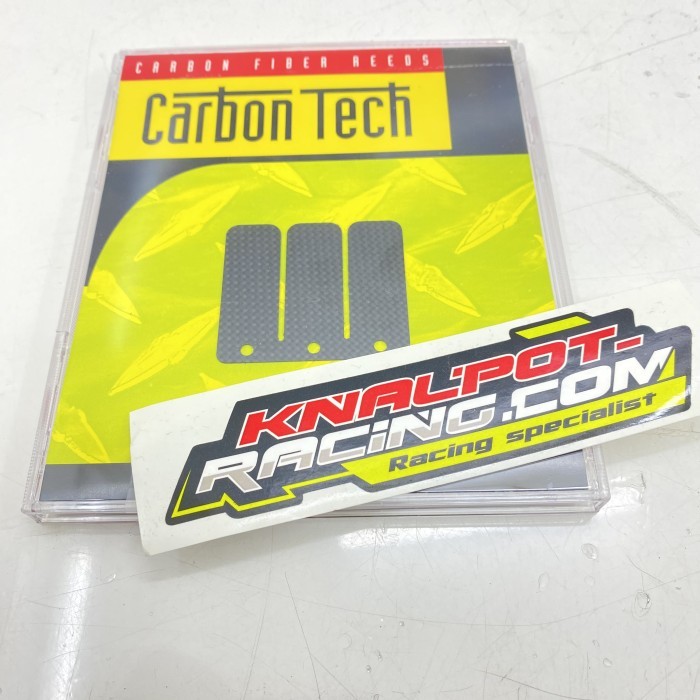 CARBON FIBER REEDS
Carbon Tech
KNALPOT-
RACING.COM
Racing specialist